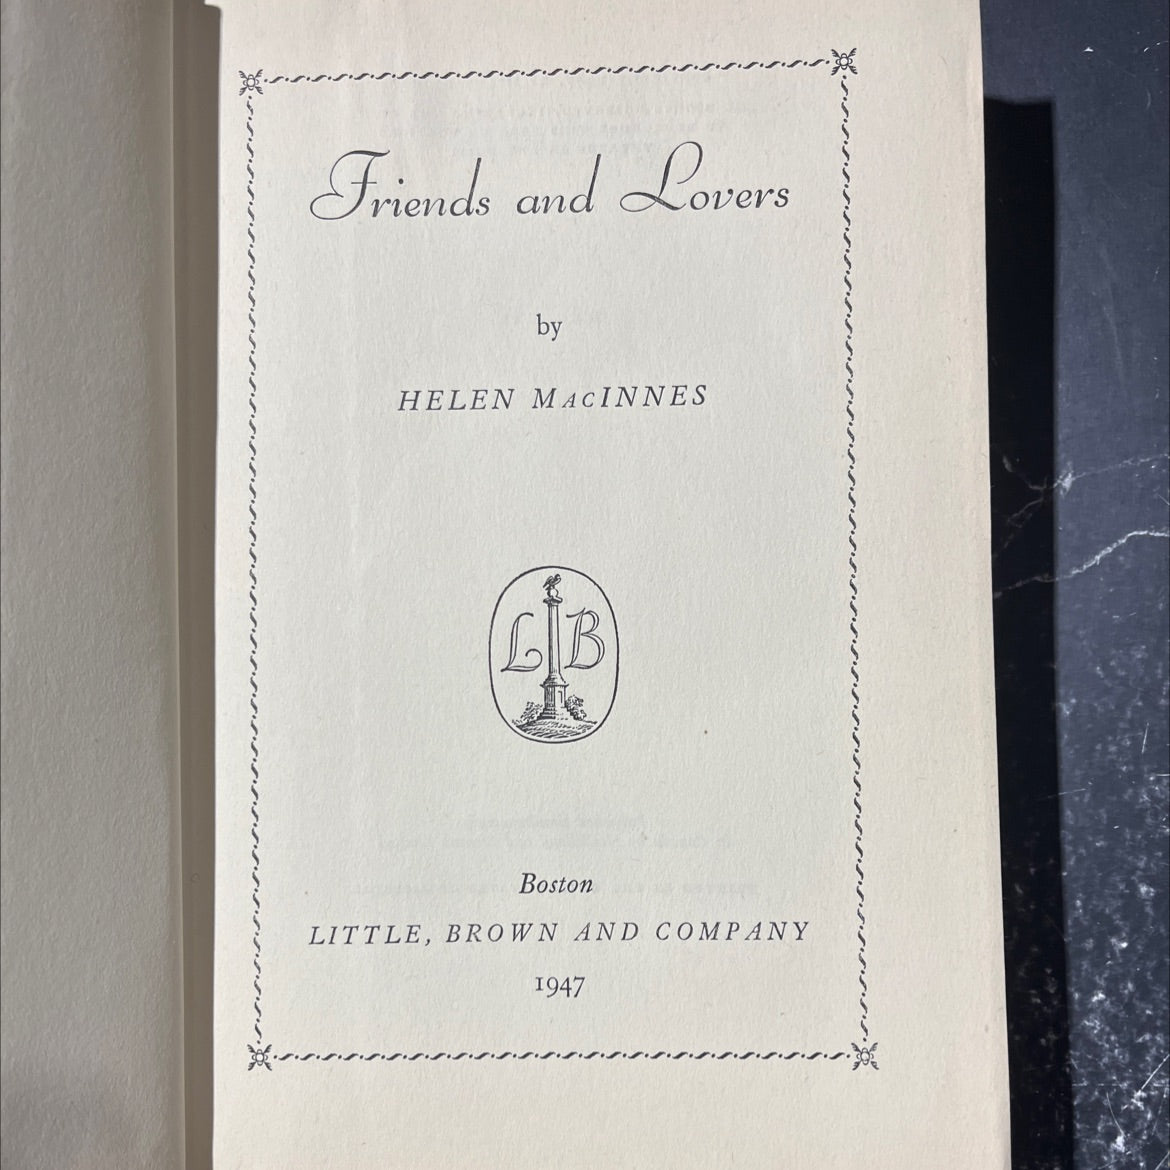 Friends and Lovers
by
HELEN MacINNES
L B
Boston
LITTLE, BROWN AND COMPANY
1947